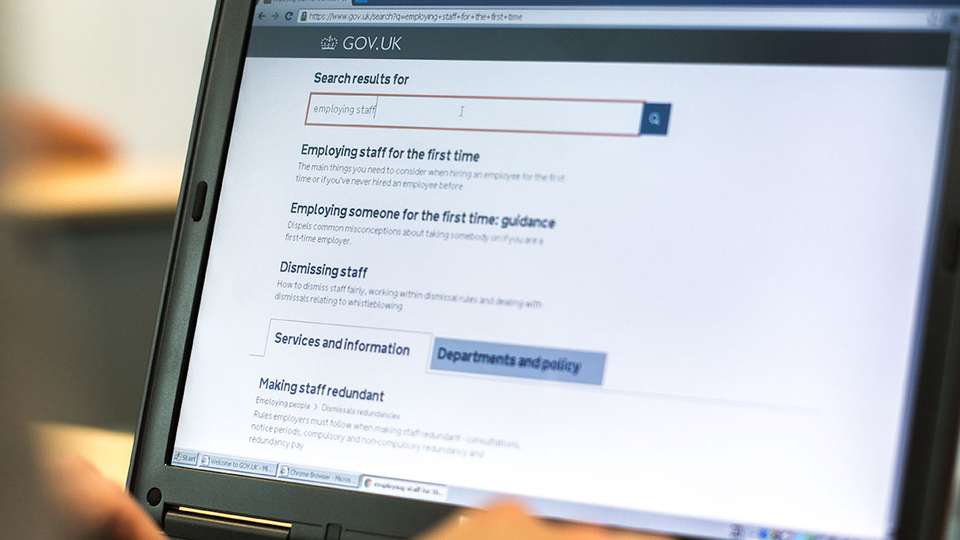 https://www.gov.uk/search?q=employing+staff+for+the+first+time
GOV.UK
Search results for
employing staff
Employing staff for the first time
The main things you need to consider when hiring an employee for the first
time or if you've never hired an employee before
Employing someone for the first time: guidance
Dispels common misconceptions about taking somebody on if you are a
first-time employer.
Dismissing staff
How to dismiss staff fairly, working within dismissal rules and dealing with
dismissals relating to whistleblowing
Services and information
Departments and policy
Making staff redundant
Employing people > Dismissals redundancies
Rules employers must follow when making staff redundant - consultations,
notice periods, compulsory and non-compulsory redundancy and
redundancy pay
Start
Welcome to GOV.UK - Mi...
Chrome Browser - Micros...
employing staff for th...